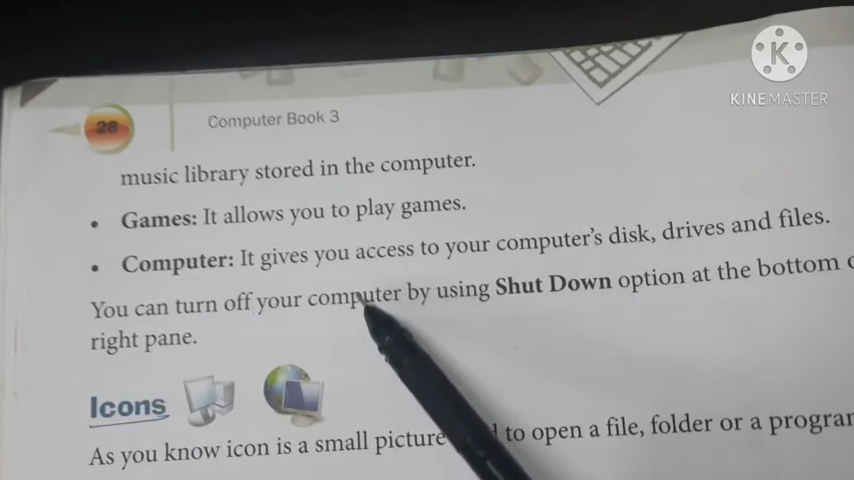 KINEMASTER
28
Computer Book 3
music library stored in the computer.
• Games: It allows you to play games.
• Computer: It gives you access to your computer's disk, drives and files.
You can turn off your computer by using Shut Down option at the bottom
right pane.
Icons
As you know icon is a small picture to open a file, folder or a program